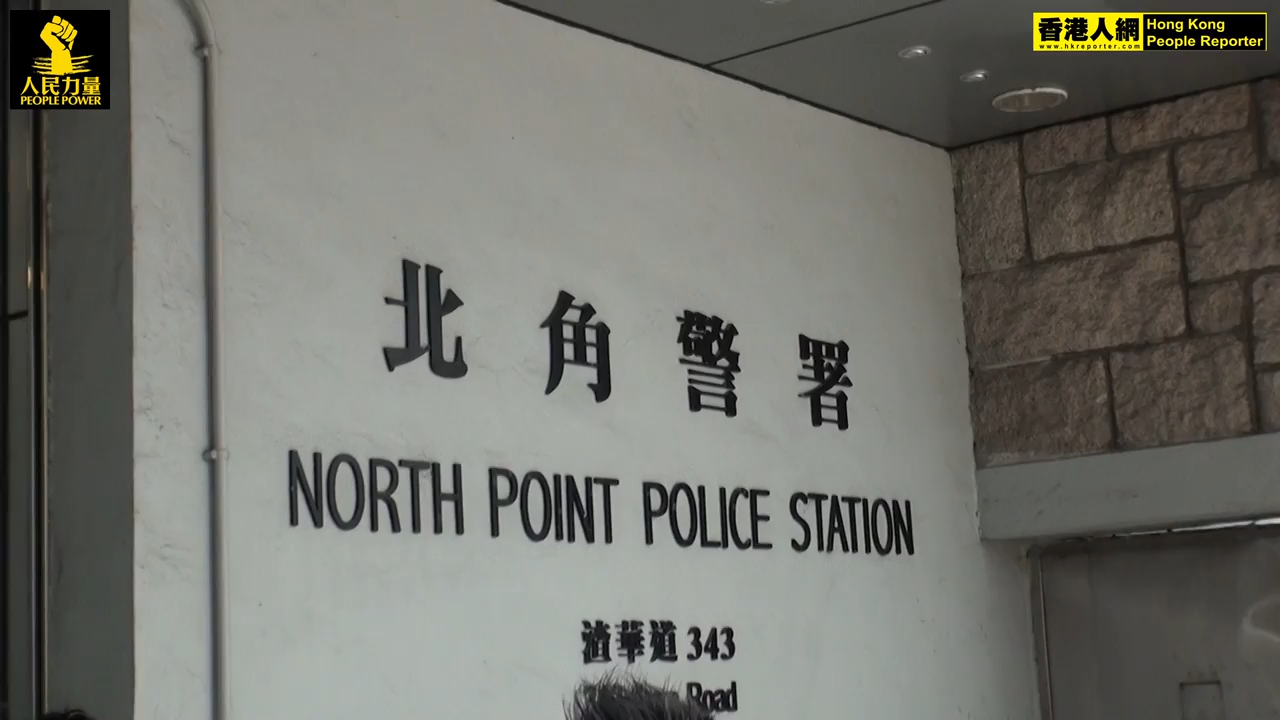 人民力量
PEOPLE POWER
香港人網
www.hkreporter.com
Hong Kong
People Reporter
北角警署
NORTH POINT POLICE STATION
渣華道 343
Road